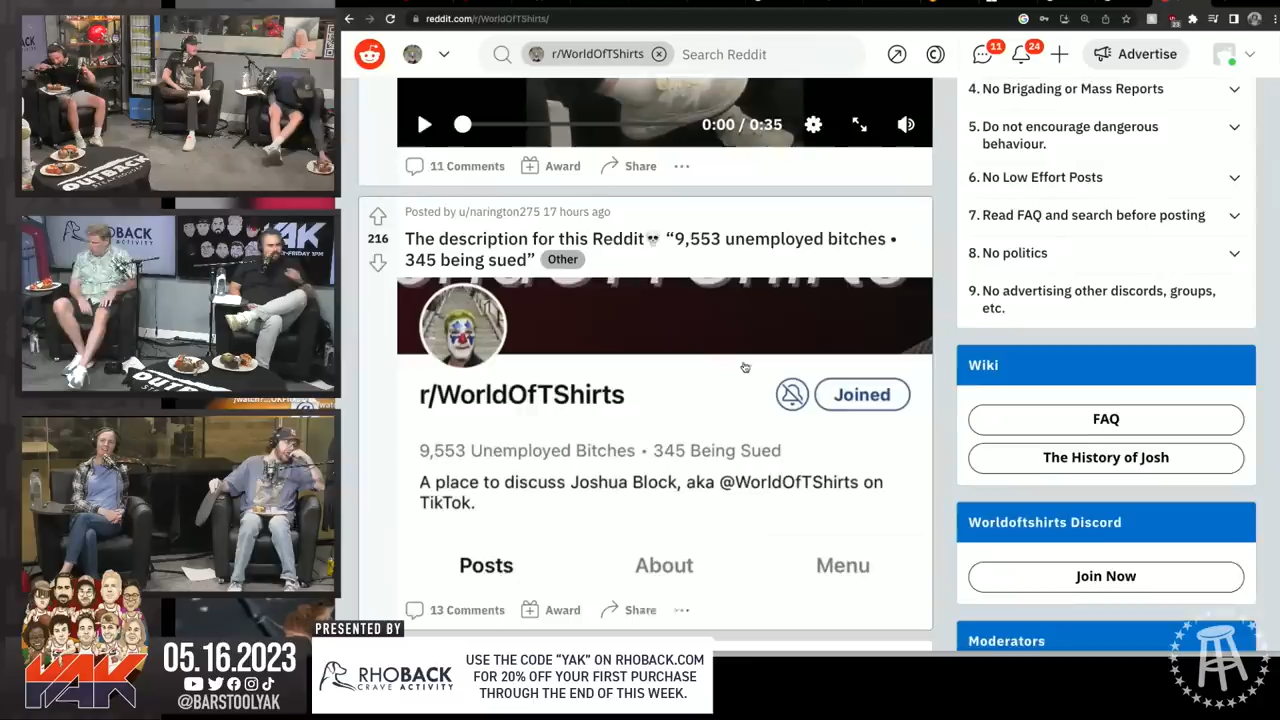 reddit.com/r/WorldOfTShirts/
r/WorldOfTShirts
Search Reddit
11
24
Advertise
0:00 / 0:35
11 Comments
Award
Share
Posted by u/narington275 17 hours ago
216
The description for this Reddit💀 “9,553 unemployed bitches •
345 being sued” Other
r/WorldOfTShirts
Joined
9,553 Unemployed Bitches • 345 Being Sued
A place to discuss Joshua Block, aka @WorldOfTShirts on
TikTok.
Posts
About
Menu
13 Comments
Award
Share
4. No Brigading or Mass Reports
5. Do not encourage dangerous
behaviour.
6. No Low Effort Posts
7. Read FAQ and search before posting
8. No politics
9. No advertising other discords, groups,
etc.
Wiki
FAQ
The History of Josh
Worldoftshirts Discord
Join Now
Moderators
OUTBACK
RHOBACK
ACTIVITY
YAK
YAK
05.16.2023
@BARSTOOLYAK
PRESENTED BY
RHOBACK
CRAVE ACTIVITY
USE THE CODE “YAK” ON RHOBACK.COM
FOR 20% OFF YOUR FIRST PURCHASE
THROUGH THE END OF THIS WEEK.